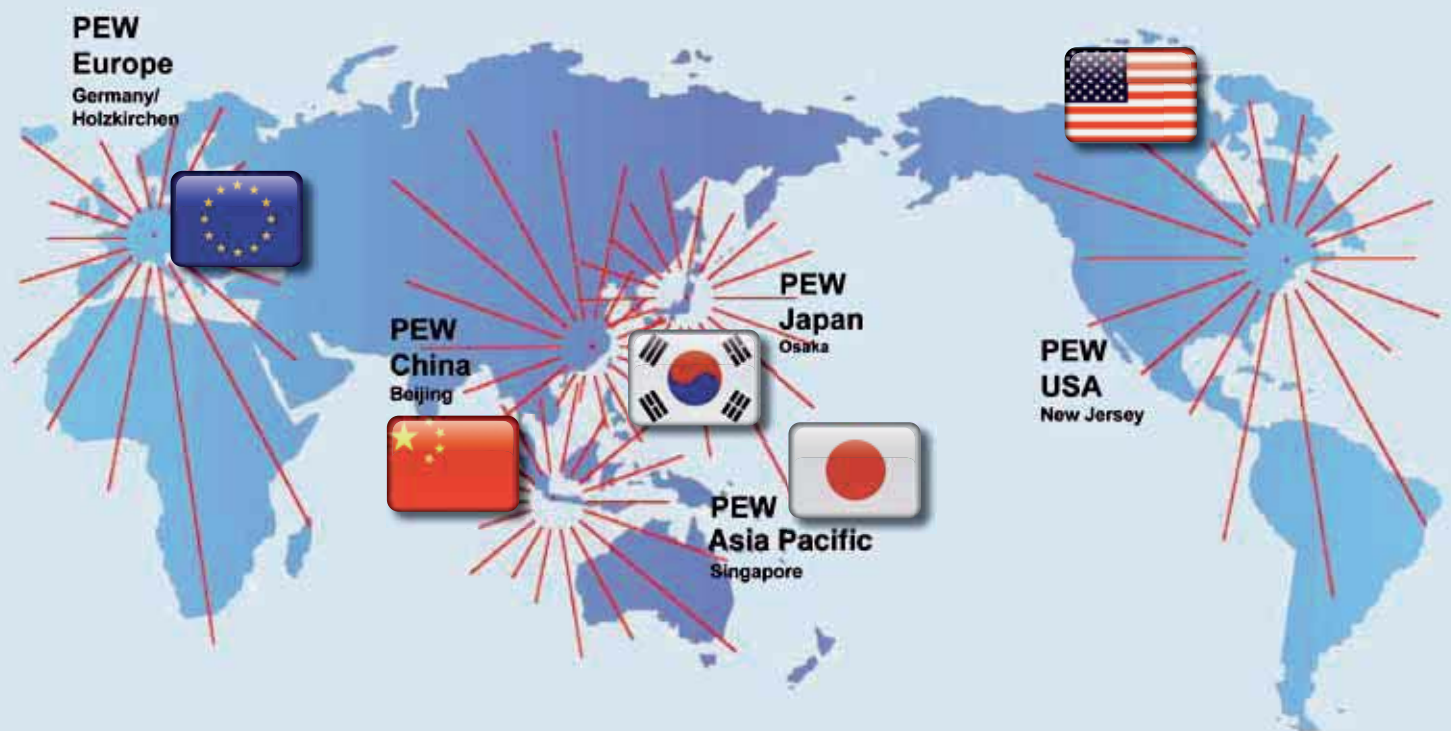 PEW
Europe
Germany/
Holzkirchen
PEW
China
Beijing
PEW
Japan
Osaka
PEW
Asia Pacific
Singapore
PEW
USA
New Jersey